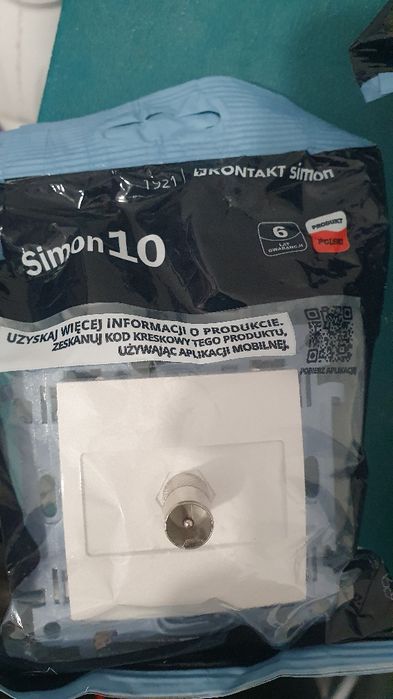 1921 KONTAKT Simon
6
LAT
GWARANCJI
PRODUKT
POLSKI
Simon 10
UZYSKAJ WIĘCEJ INFORMACJI O PRODUKCIE.
ZESKANUJ KOD KRESKOWY TEGO PRODUKTU,
UŻYWAJĄC APLIKACJI MOBILNEJ.
POBIERZ APLIKACJĘ